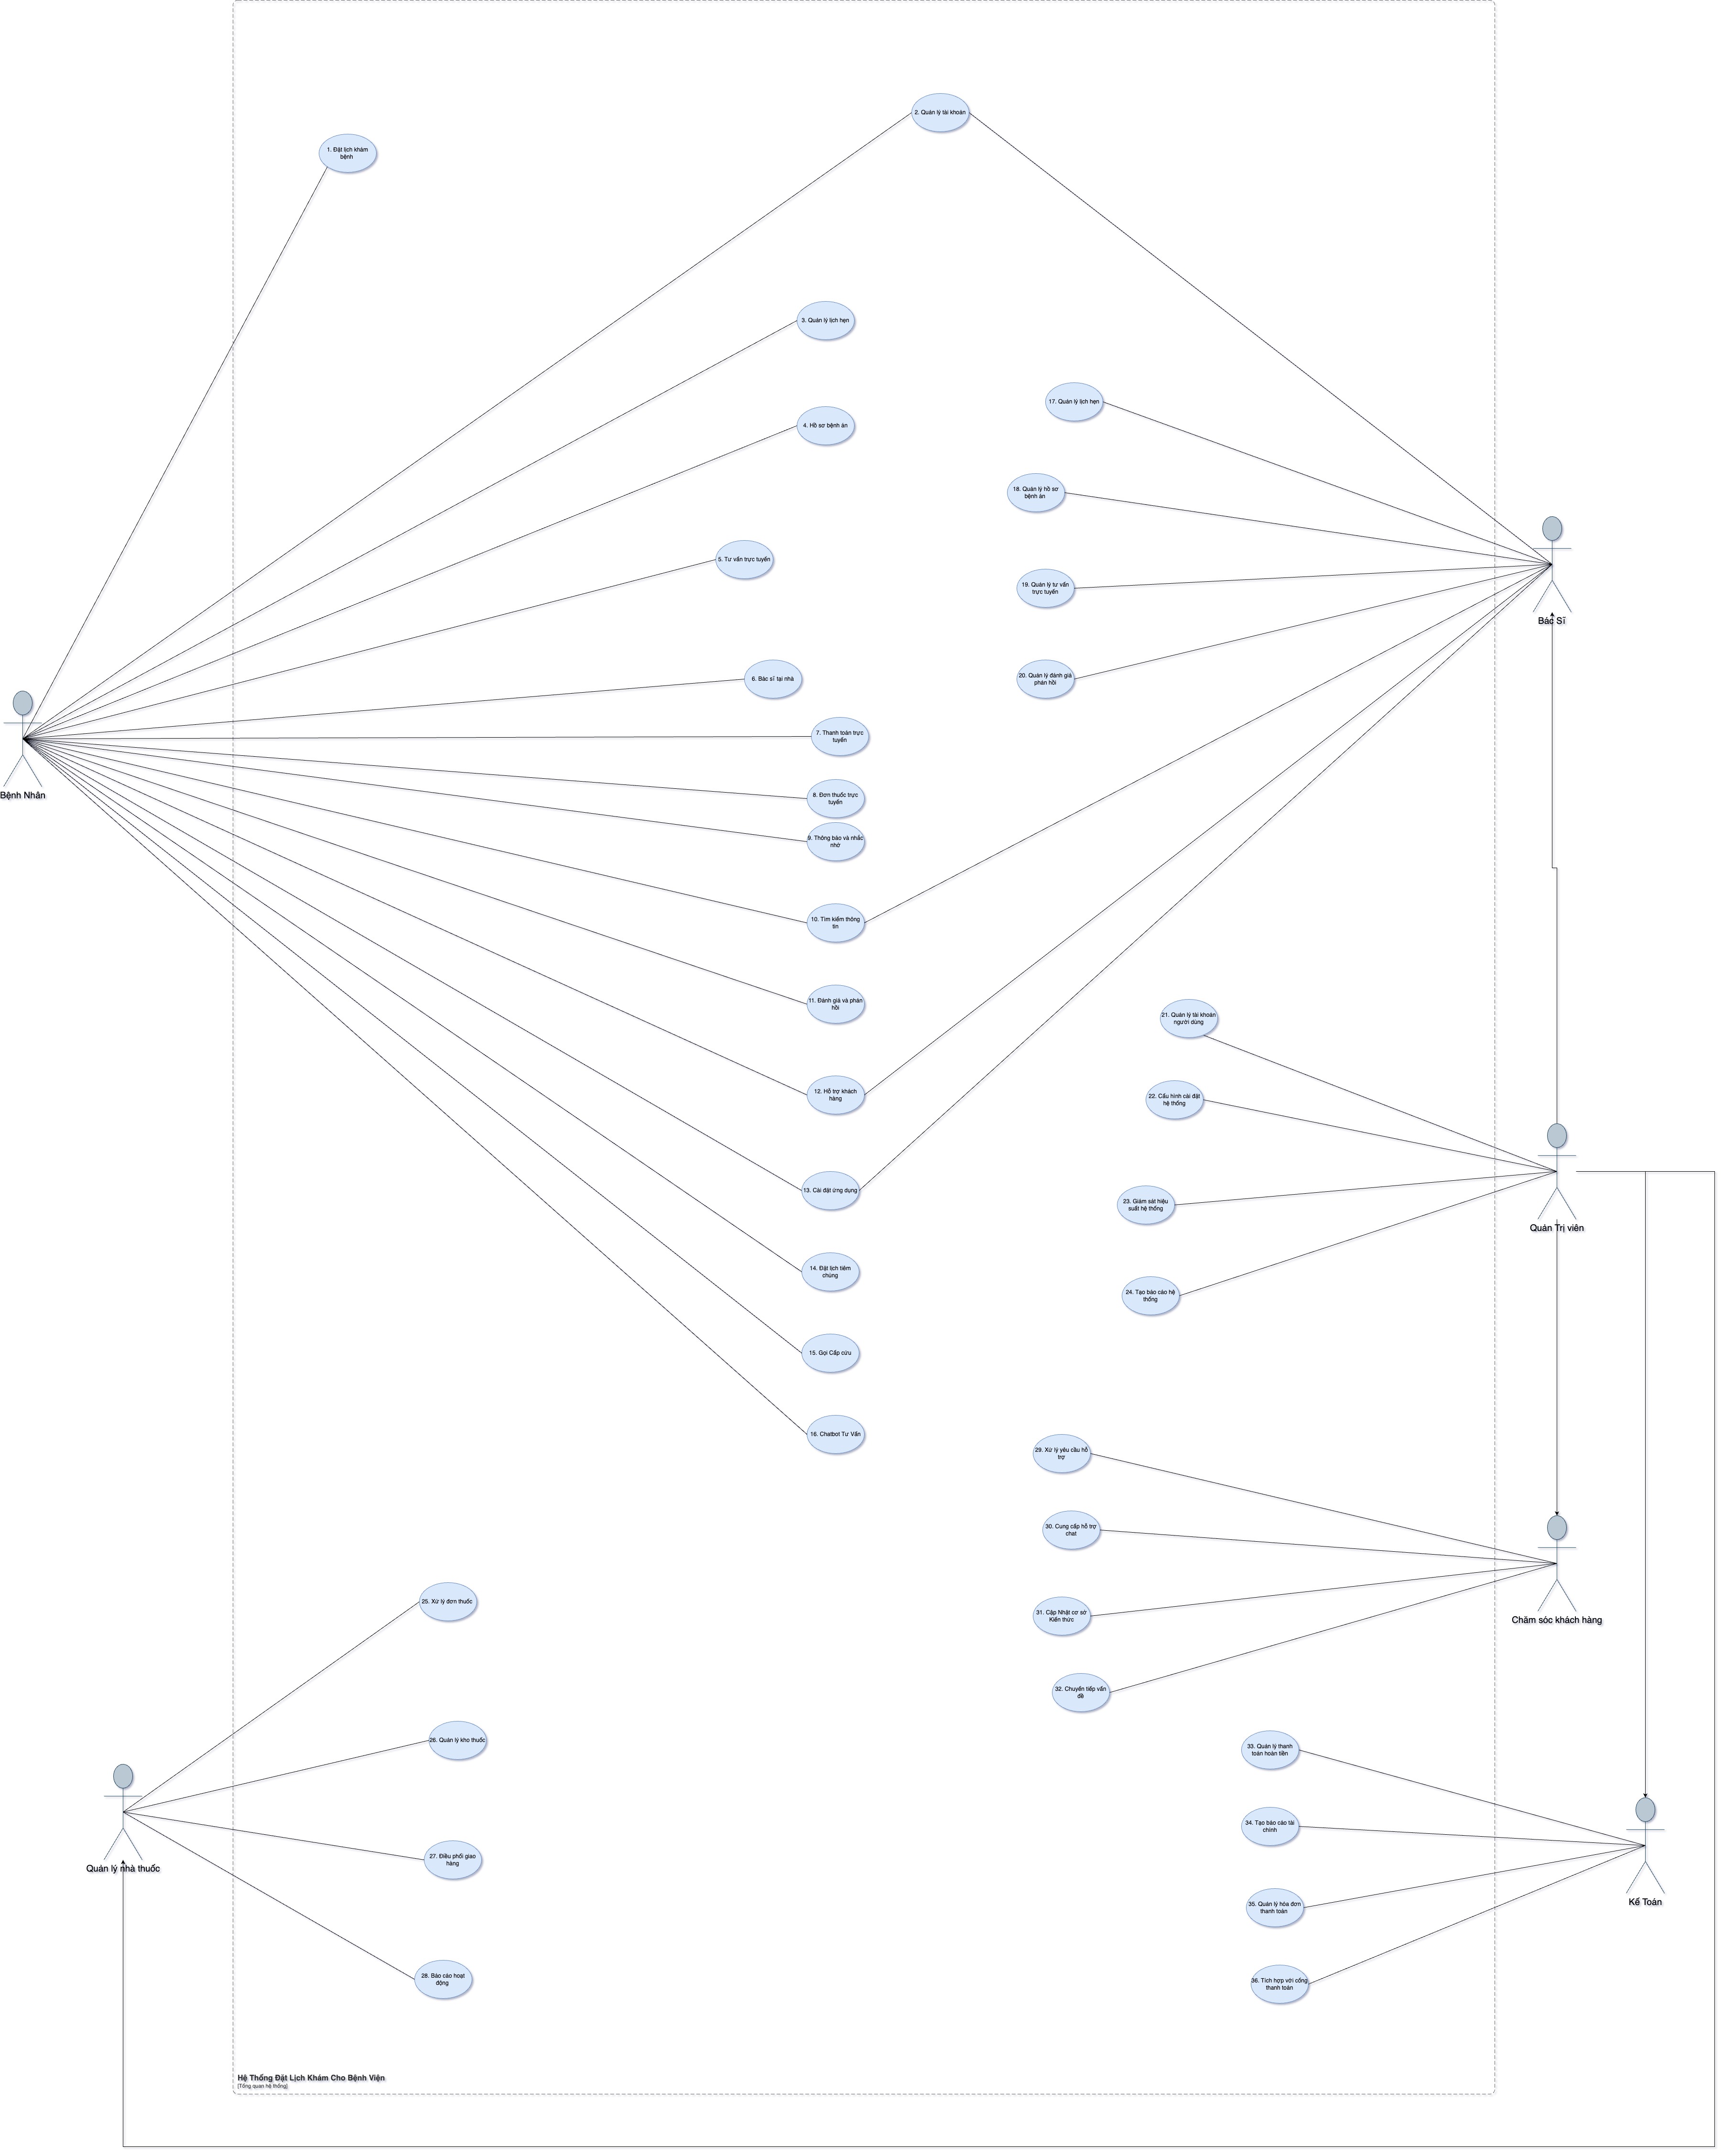 2. Quản lý tài khoản
1. Đặt lịch khám
bệnh
3. Quản lý lịch hẹn
17. Quản lý lịch hẹn
4. Hồ sơ bệnh án
18. Quản lý hồ sơ
bệnh án
5. Tư vấn trực tuyến
19. Quản lý tư vấn
trực tuyến
Bác Sĩ
6. Bác sĩ tại nhà
20. Quản lý đánh giá
phản hồi
7. Thanh toán trực
tuyến
Bệnh Nhân
8. Đơn thuốc trực
tuyến
9. Thông báo và nhắc
nhở
10. Tìm kiếm thông
tin
11. Đánh giá và phản
hồi
21. Quản lý tài khoản
người dùng
12. Hỗ trợ khách
hàng
22. Cấu hình cài đặt
hệ thống
13. Cài đặt ứng dụng
23. Giám sát hiệu
suất hệ thống
Quản Trị viên
14. Đặt lịch tiêm
chủng
24. Tạo báo cáo hệ
thống
15. Gọi Cấp cứu
16. Chatbot Tư Vấn
29. Xử lý yêu cầu hỗ
trợ
30. Cung cấp hỗ trợ
chat
25. Xử lý đơn thuốc
31. Cập Nhật cơ sở
Kiến thức
Chăm sóc khách hàng
32. Chuyển tiếp vấn
đề
26. Quản lý kho thuốc
33. Quản lý thanh
toán hoàn tiền
34. Tạo báo cáo tài
chính
27. Điều phối giao
hàng
Quản lý nhà thuốc
35. Quản lý hóa đơn
thanh toán
Kế Toán
28. Báo cáo hoạt
động
36. Tích hợp với cổng
thanh toán
Hệ Thống Đặt Lịch Khám Cho Bệnh Viện
[Tổng quan hệ thống]